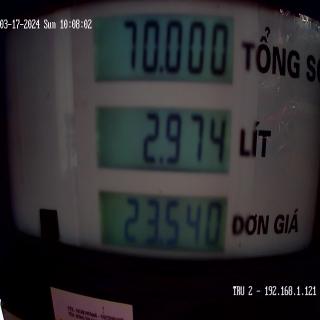 03-17-2024 Sun 10:08:02
70.000 TỔNG SỐ
2.974 LÍT
23.540 ĐƠN GIÁ
TRU 2 - 192.168.1.121